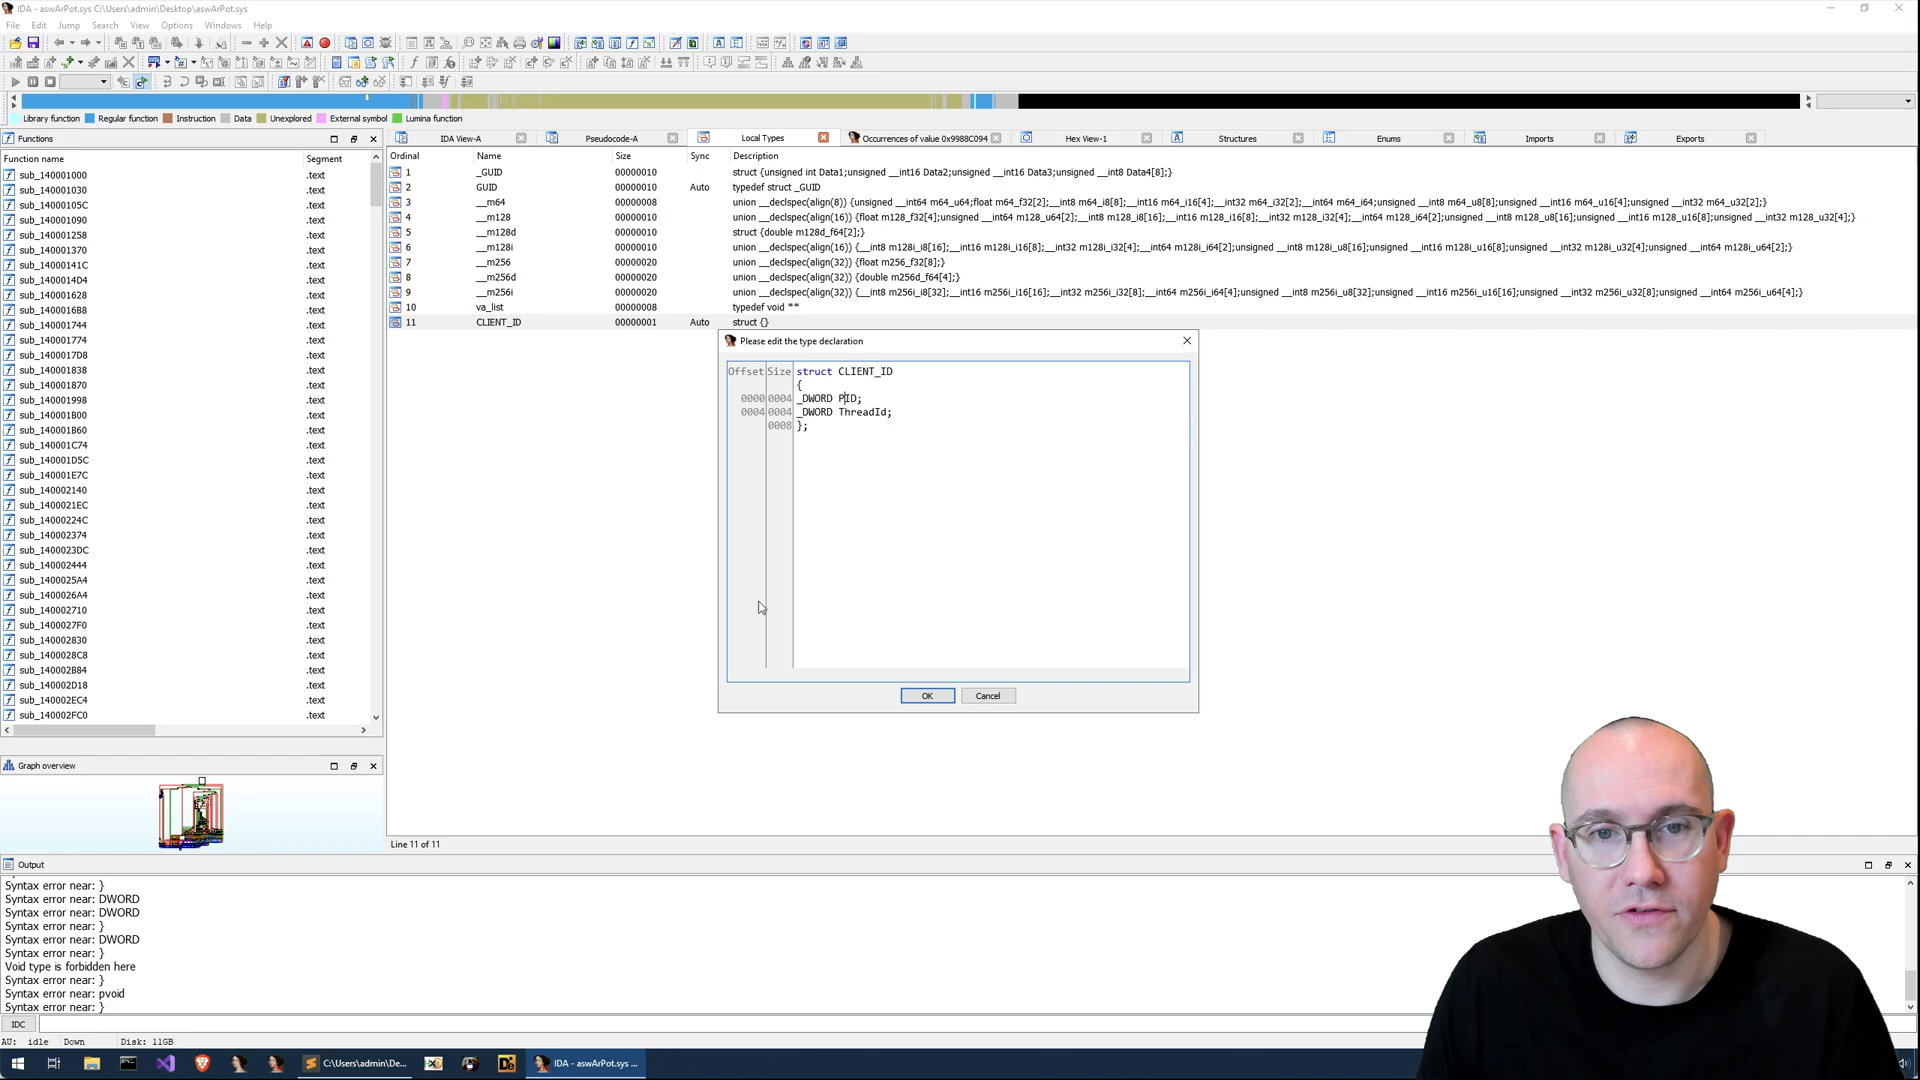 IDA - aswArPot.sys C:\Users\admin\Desktop\aswArPot.sys
File Edit Jump Search View Options Windows Help
Library function Regular function Instruction Data Unexplored External symbol Lumina function
Functions
Function name Segment
sub_140001000 .text
sub_140001030 .text
sub_14000105C .text
sub_140001090 .text
sub_140001258 .text
sub_140001370 .text
sub_14000141C .text
sub_1400014D4 .text
sub_140001628 .text
sub_1400016B8 .text
sub_140001744 .text
sub_140001774 .text
sub_1400017D8 .text
sub_140001838 .text
sub_140001870 .text
sub_140001998 .text
sub_140001B00 .text
sub_140001B60 .text
sub_140001C74 .text
sub_140001D5C .text
sub_140001E7C .text
sub_140002140 .text
sub_1400021EC .text
sub_14000224C .text
sub_140002374 .text
sub_1400023DC .text
sub_140002444 .text
sub_1400025A4 .text
sub_1400026A4 .text
sub_140002710 .text
sub_1400027F0 .text
sub_140002830 .text
sub_1400028C8 .text
sub_140002B84 .text
sub_140002D18 .text
sub_140002EC4 .text
sub_140002FC0 .text
Graph overview
IDA View-A Pseudocode-A Local Types Occurrences of value 0x9988C094 Hex View-1 Structures Enums Imports Exports
Ordinal Name Size Sync Description
1 _GUID 00000010 struct {unsigned int Data1;unsigned __int16 Data2;unsigned __int16 Data3;unsigned __int8 Data4[8];}
2 GUID 00000010 Auto typedef struct _GUID
3 __m64 00000008 union __declspec(align(8)) {unsigned __int64 m64_u64;float m64_f32[2];__int8 m64_i8[8];__int16 m64_i16[4];__int32 m64_i32[2];__int64 m64_i64;unsigned __int8 m64_u8[8];unsigned __int16 m64_u16[4];unsigned __int32 m64_u32[2];}
4 __m128 00000010 union __declspec(align(16)) {float m128_f32[4];unsigned __int64 m128_u64[2];__int8 m128_i8[16];__int16 m128_i16[8];__int32 m128_i32[4];__int64 m128_i64[2];unsigned __int8 m128_u8[16];unsigned __int16 m128_u16[8];unsigned __int32 m128_u32[4];}
5 __m128d 00000010 struct {double m128d_f64[2];}
6 __m128i 00000010 union __declspec(align(16)) {__int8 m128i_i8[16];__int16 m128i_i16[8];__int32 m128i_i32[4];__int64 m128i_i64[2];unsigned __int8 m128i_u8[16];unsigned __int16 m128i_u16[8];unsigned __int32 m128i_u32[4];unsigned __int64 m128i_u64[2];}
7 __m256 00000020 union __declspec(align(32)) {float m256_f32[8];}
8 __m256d 00000020 union __declspec(align(32)) {double m256d_f64[4];}
9 __m256i 00000020 union __declspec(align(32)) {__int8 m256i_i8[32];__int16 m256i_i16[16];__int32 m256i_i32[8];__int64 m256i_i64[4];unsigned __int8 m256i_u8[32];unsigned __int16 m256i_u16[16];unsigned __int32 m256i_u32[8];unsigned __int64 m256i_u64[4];}
10 va_list 00000008 typedef void **
11 CLIENT_ID 00000001 Auto struct {}
Please edit the type declaration
Offset Size struct CLIENT_ID
{
0000 0004 _DWORD PID;
0004 0004 _DWORD ThreadId;
0008 };
OK Cancel
Line 11 of 11
Output
Syntax error near: }
Syntax error near: DWORD
Syntax error near: DWORD
Syntax error near: }
Syntax error near: DWORD
Syntax error near: }
Void type is forbidden here
Syntax error near: }
Syntax error near: pvoid
Syntax error near: }
IDC
AU: idle Down Disk: 11GB
C:\Users\admin\De... IDA - aswArPot.sys ...